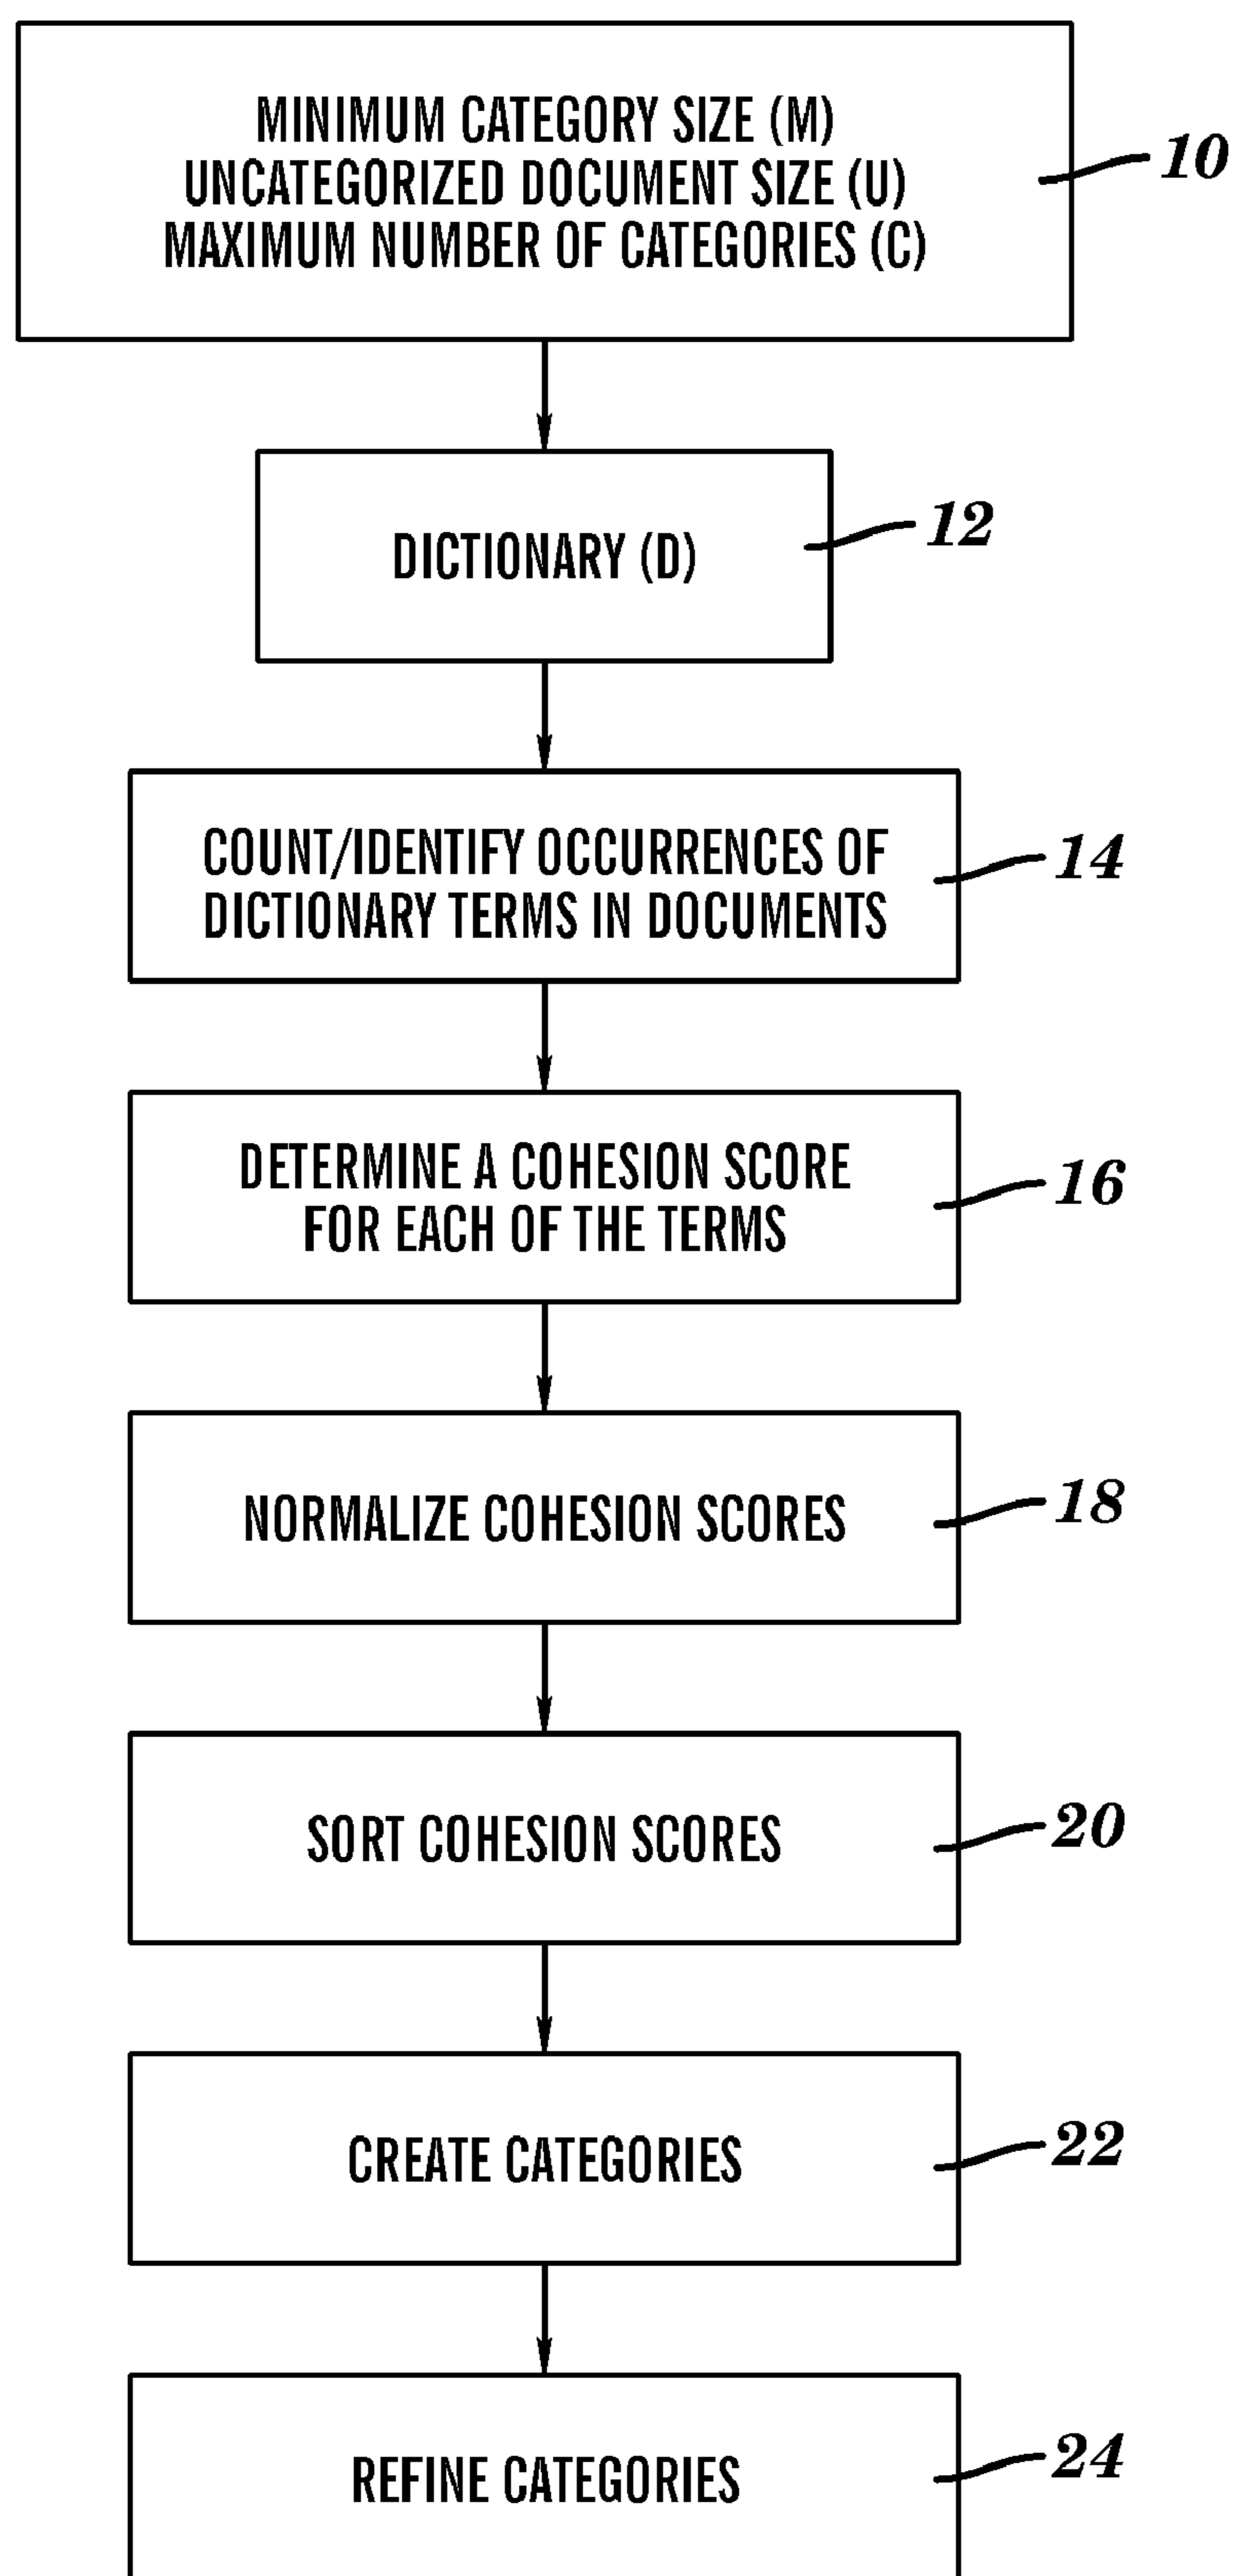 MINIMUM CATEGORY SIZE (M)
UNCATEGORIZED DOCUMENT SIZE (U)
MAXIMUM NUMBER OF CATEGORIES (C)
10
DICTIONARY (D)
12
COUNT/IDENTIFY OCCURRENCES OF
DICTIONARY TERMS IN DOCUMENTS
14
DETERMINE A COHESION SCORE
FOR EACH OF THE TERMS
16
NORMALIZE COHESION SCORES
18
SORT COHESION SCORES
20
CREATE CATEGORIES
22
REFINE CATEGORIES
24